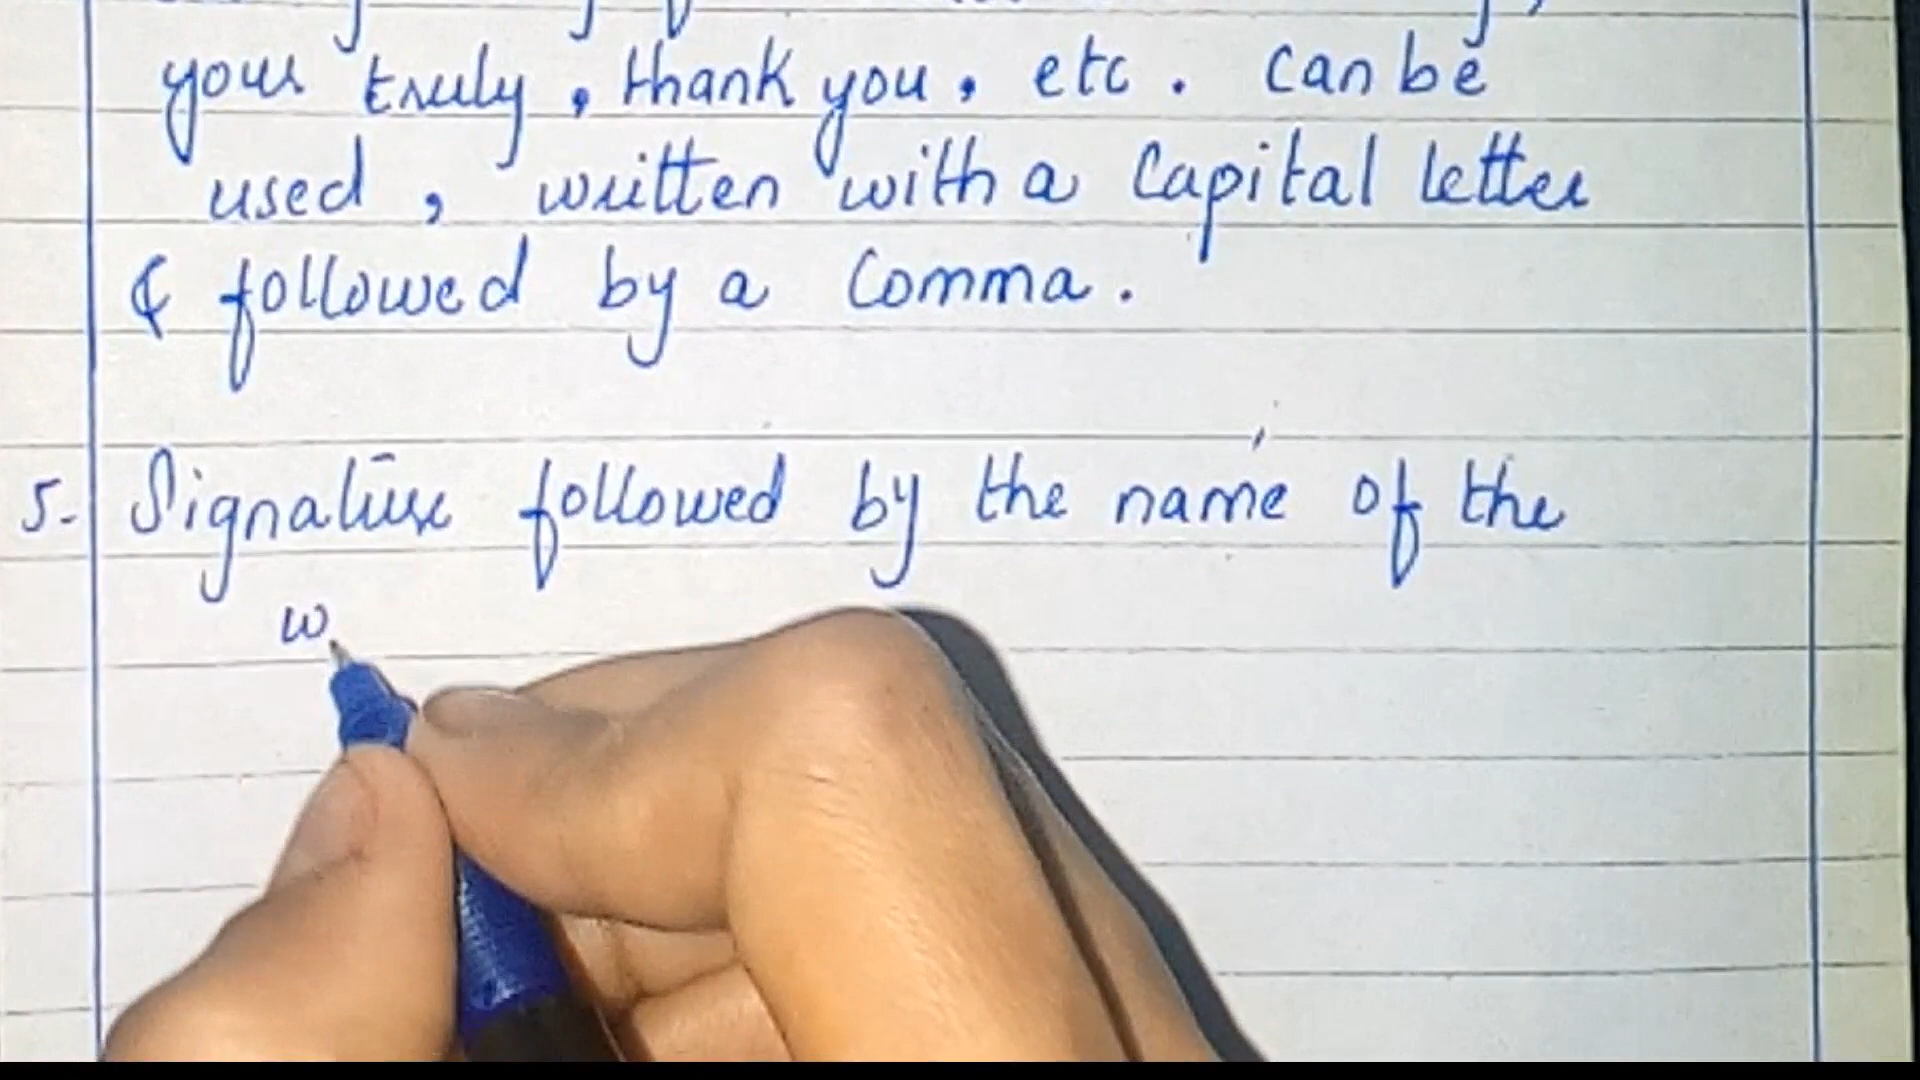 your truly, thank you, etc. can be
used, written with a Capital letter
& followed by a Comma.
5. Signature followed by the name of the
w